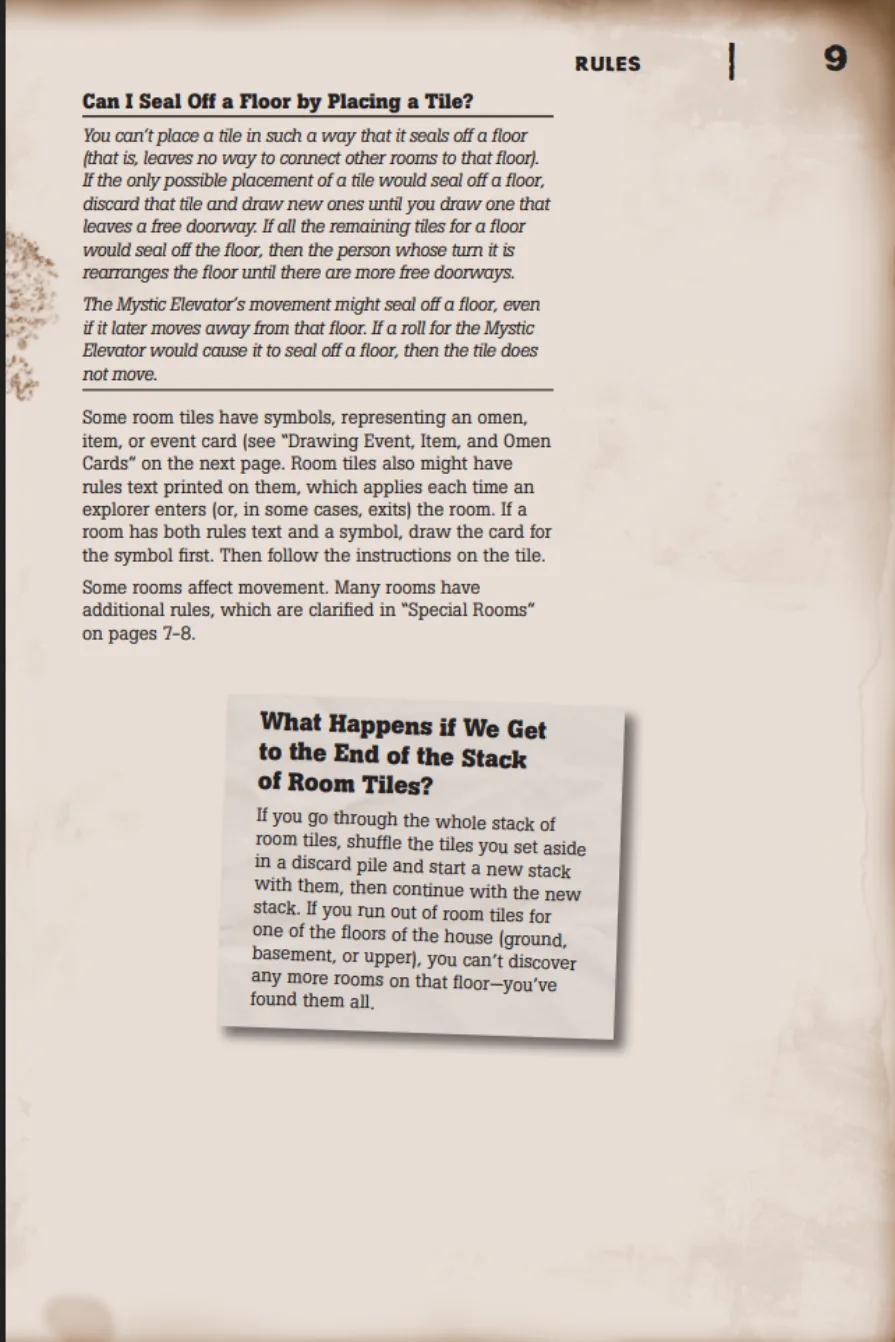 RULES | 9
Can I Seal Off a Floor by Placing a Tile?
You can't place a tile in such a way that it seals off a floor
(that is, leaves no way to connect other rooms to that floor).
If the only possible placement of a tile would seal off a floor,
discard that tile and draw new ones until you draw one that
leaves a free doorway. If all the remaining tiles for a floor
would seal off the floor, then the person whose turn it is
rearranges the floor until there are more free doorways.
The Mystic Elevator's movement might seal off a floor, even
if it later moves away from that floor. If a roll for the Mystic
Elevator would cause it to seal off a floor, then the tile does
not move.
Some room tiles have symbols, representing an omen,
item, or event card (see "Drawing Event, Item, and Omen
Cards" on the next page. Room tiles also might have
rules text printed on them, which applies each time an
explorer enters (or, in some cases, exits) the room. If a
room has both rules text and a symbol, draw the card for
the symbol first. Then follow the instructions on the tile.
Some rooms affect movement. Many rooms have
additional rules, which are clarified in "Special Rooms"
on pages 7–8.
What Happens if We Get
to the End of the Stack
of Room Tiles?
If you go through the whole stack of
room tiles, shuffle the tiles you set aside
in a discard pile and start a new stack
with them, then continue with the new
stack. If you run out of room tiles for
one of the floors of the house (ground,
basement, or upper), you can't discover
any more rooms on that floor—you've
found them all.